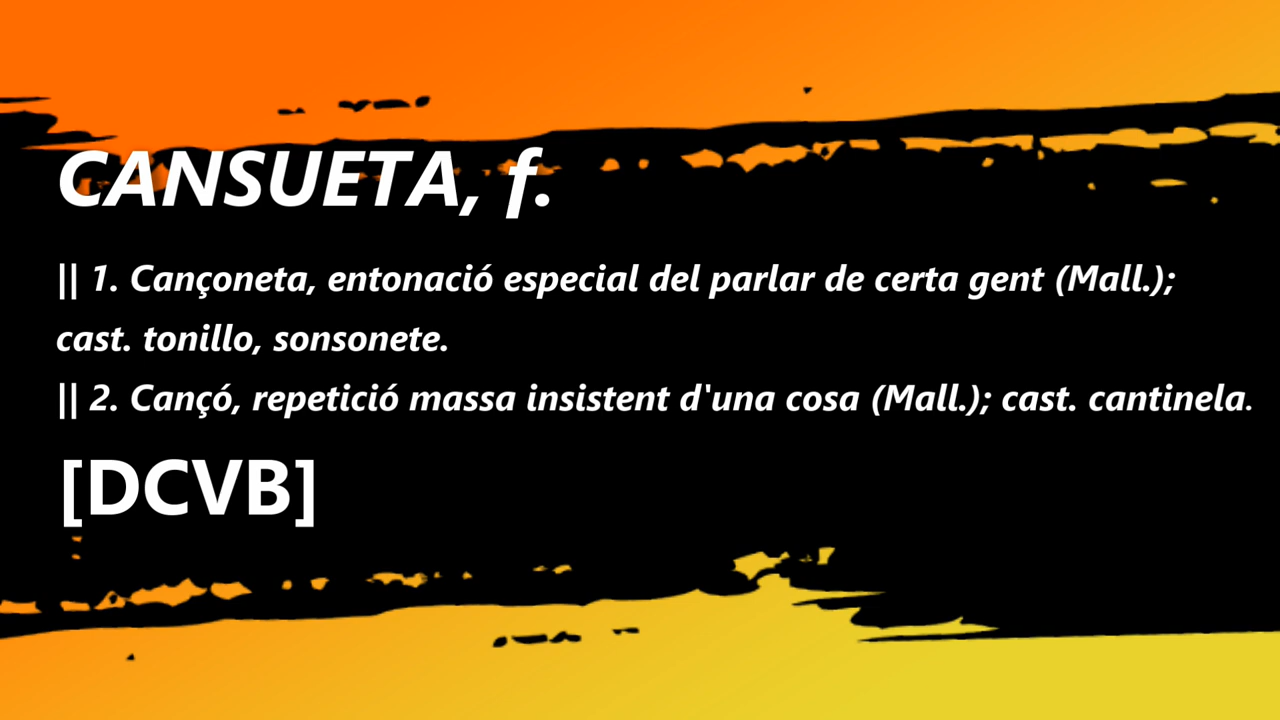 CANSUETA, f.
|| 1. Cançoneta, entonació especial del parlar de certa gent (Mall.);
cast. tonillo, sonsonete.
|| 2. Cançó, repetició massa insistent d'una cosa (Mall.); cast. cantinela.
[DCVB]